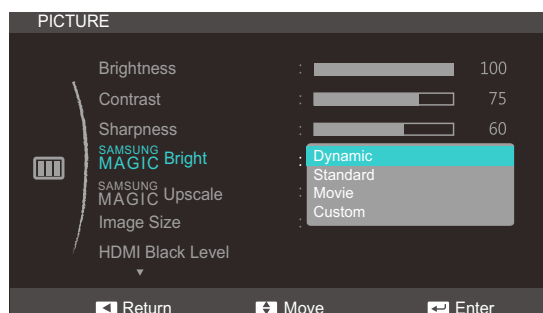 PICTURE
Brightness : 100
Contrast : 75
Sharpness : 60
SAMSUNG MAGIC Bright : Dynamic
Standard
SAMSUNG MAGIC Upscale : Movie
Custom
Image Size :
HDMI Black Level
Return Move Enter